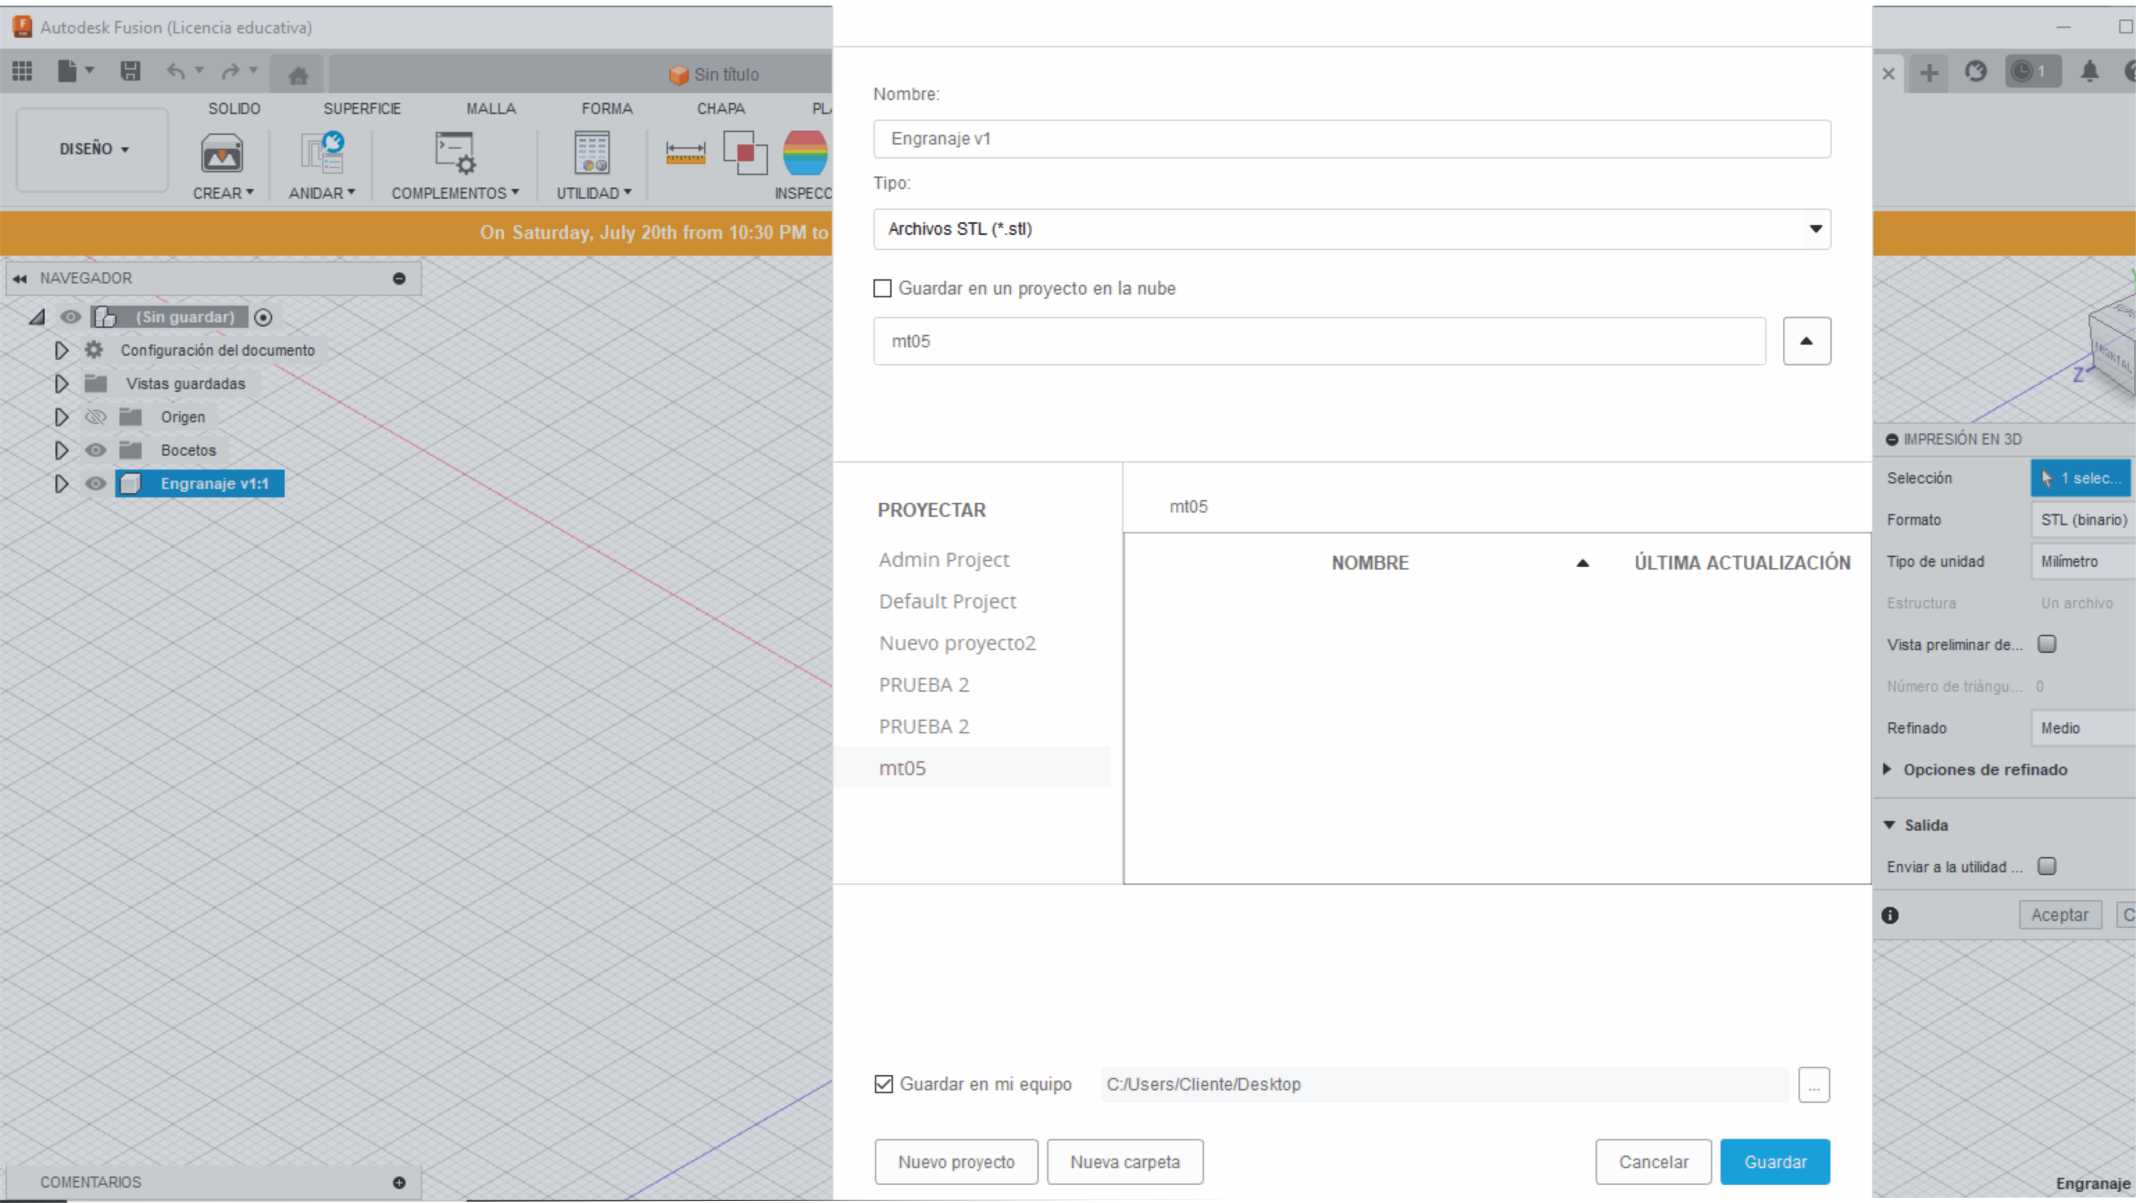 Autodesk Fusion (Licencia educativa)
Sin título
1
SOLIDO
SUPERFICIE
MALLA
FORMA
CHAPA
DISEÑO
CREAR
ANIDAR
COMPLEMENTOS
UTILIDAD
INSPECC
On Saturday, July 20th from 10:30 PM to
NAVEGADOR
(Sin guardar)
Configuración del documento
Vistas guardadas
Origen
Bocetos
Engranaje v1:1
COMENTARIOS
Nombre:
Engranaje v1
Tipo:
Archivos STL (*.stl)
Guardar en un proyecto en la nube
mt05
PROYECTAR
Admin Project
Default Project
Nuevo proyecto2
PRUEBA 2
PRUEBA 2
mt05
mt05
NOMBRE
ÚLTIMA ACTUALIZACIÓN
Guardar en mi equipo
C:/Users/Cliente/Desktop
...
Nuevo proyecto
Nueva carpeta
Cancelar
Guardar
Z
IMPRESIÓN EN 3D
Selección
1 selec...
Formato
STL (binario)
Tipo de unidad
Milímetro
Estructura
Un archivo
Vista preliminar de...
Número de triángu...
0
Refinado
Medio
Opciones de refinado
Salida
Enviar a la utilidad ...
Aceptar
C
Engranaje